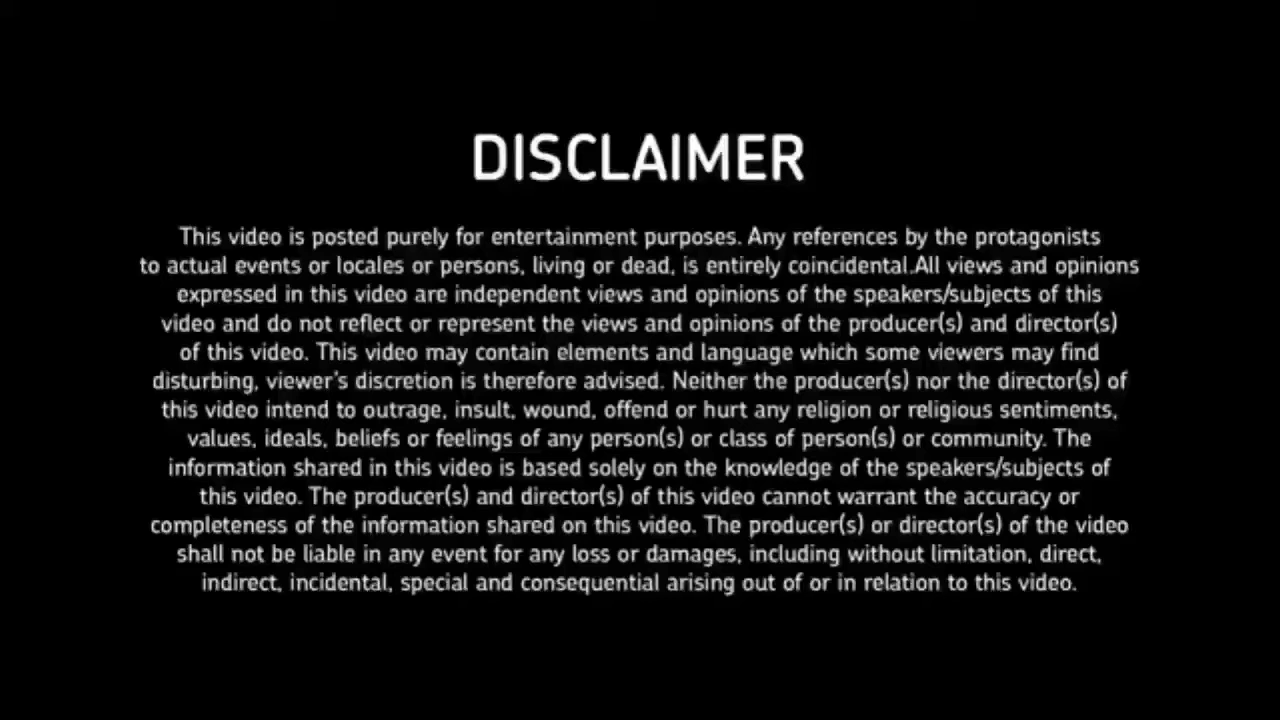 DISCLAIMER
This video is posted purely for entertainment purposes. Any references by the protagonists
to actual events or locales or persons, living or dead, is entirely coincidental.All views and opinions
expressed in this video are independent views and opinions of the speakers/subjects of this
video and do not reflect or represent the views and opinions of the producer(s) and director(s)
of this video. This video may contain elements and language which some viewers may find
disturbing, viewer's discretion is therefore advised. Neither the producer(s) nor the director(s) of
this video intend to outrage, insult, wound, offend or hurt any religion or religious sentiments,
values, ideals, beliefs or feelings of any person(s) or class of person(s) or community. The
information shared in this video is based solely on the knowledge of the speakers/subjects of
this video. The producer(s) and director(s) of this video cannot warrant the accuracy or
completeness of the information shared on this video. The producer(s) or director(s) of the video
shall not be liable in any event for any loss or damages, including without limitation, direct,
indirect, incidental, special and consequential arising out of or in relation to this video.